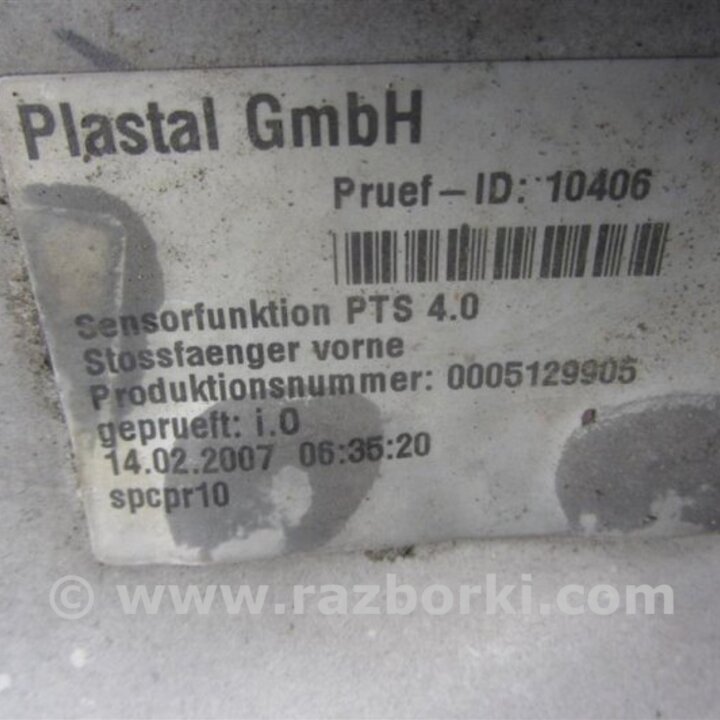 Plastal GmbH
Pruef-ID: 10406
Sensorfunktion PTS 4.0
Stossfaenger vorne
Produktionsnummer: 0005129905
geprueft: i.O
14.02.2007 06:35:20
spcpr10
© www.razborki.com